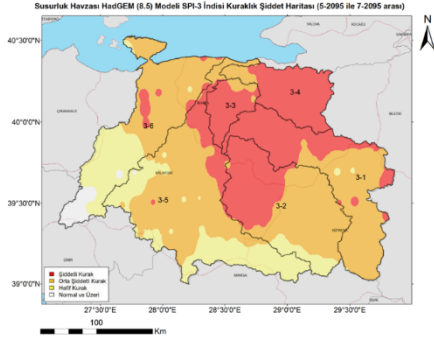 Susurluk Havzası HadGEM (8.5) Modeli SPI-3 İndisi Kuraklık Şiddet Haritası (5-2095 ile 7-2095 arası)
N
40°30'0"N
40°0'0"N
39°30'0"N
39°0'0"N
3-4
3-3
3-6
3-1
3-5
3-2
Şiddetli Kurak
Orta Şiddetli Kurak
Hafif Kurak
Normal ve Üzeri
27°30'0"E
28°0'0"E
28°30'0"E
29°0'0"E
29°30'0"E
100
Km